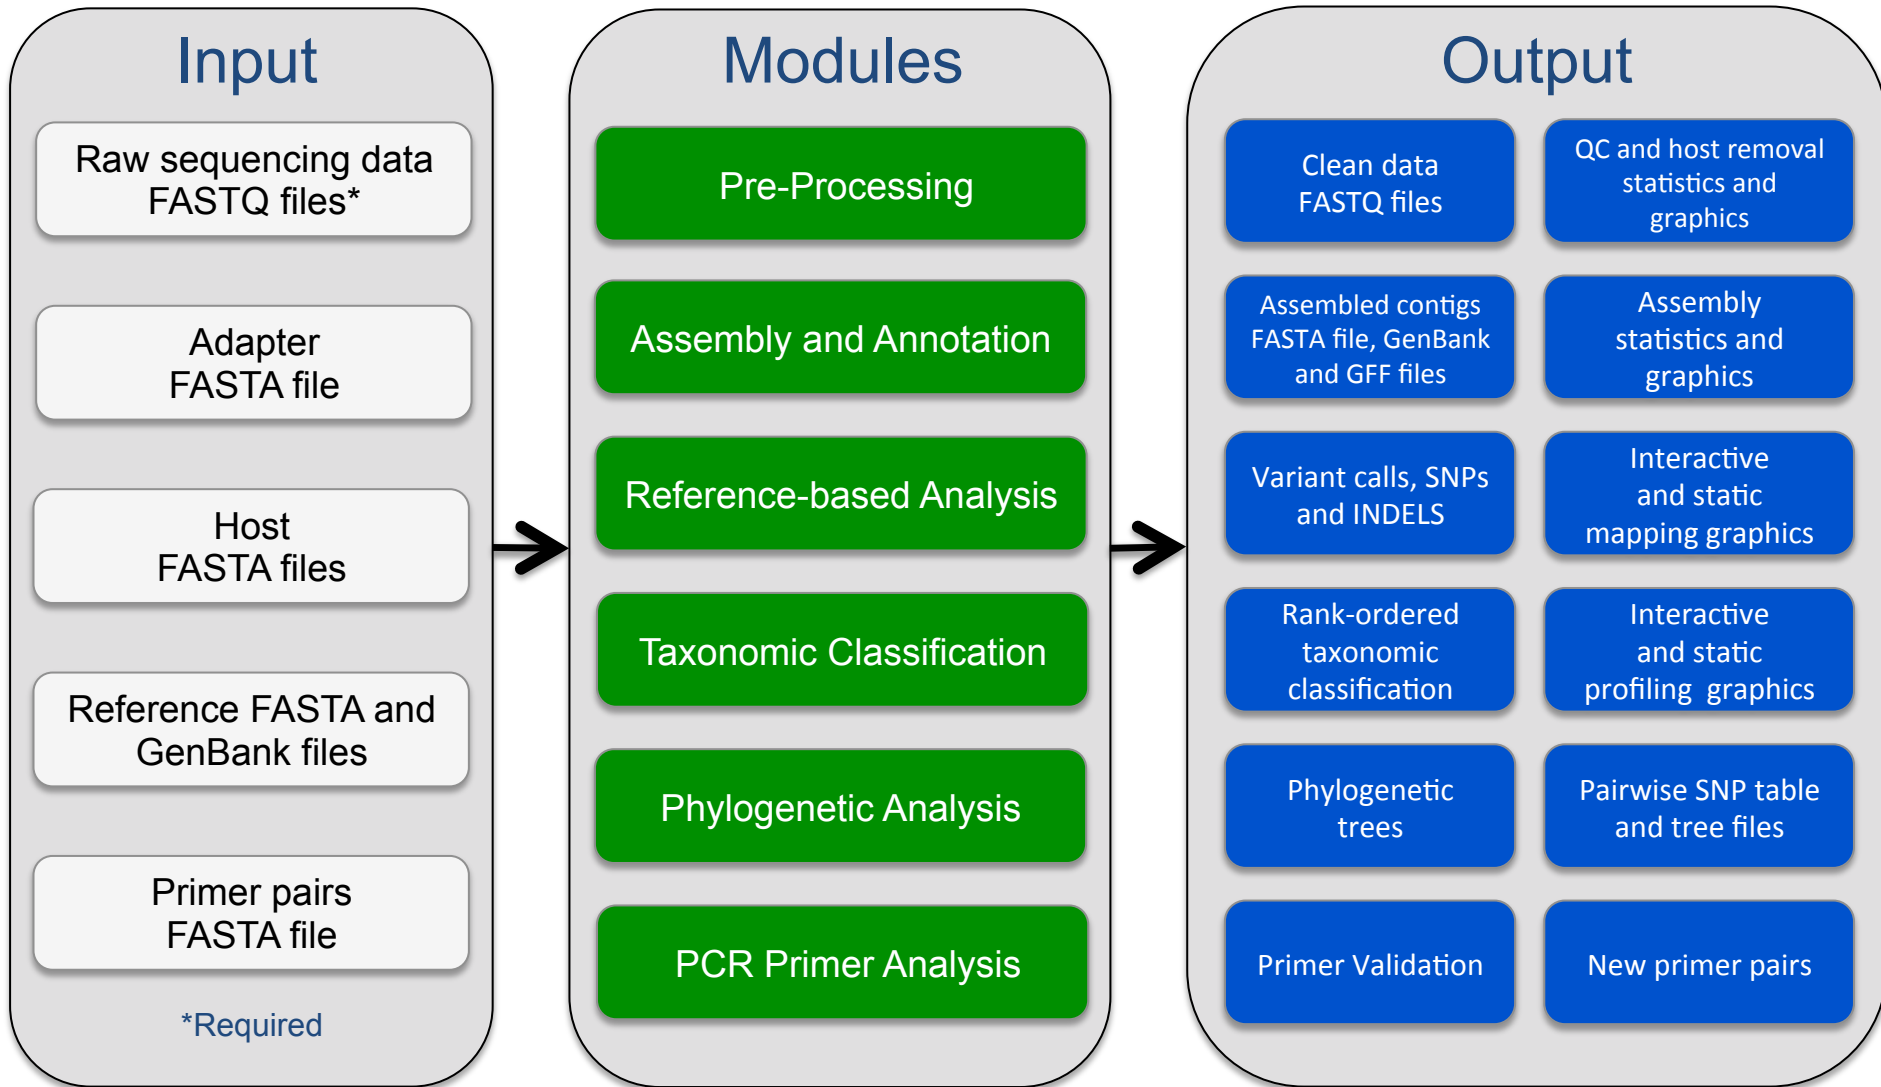 Input
Raw sequencing data
FASTQ files*
Adapter
FASTA file
Host
FASTA files
Reference FASTA and
GenBank files
Primer pairs
FASTA file
*Required
Modules
Pre-Processing
Assembly and Annotation
Reference-based Analysis
Taxonomic Classification
Phylogenetic Analysis
PCR Primer Analysis
Output
Clean data
FASTQ files
QC and host removal
statistics and
graphics
Assembled contigs
FASTA file, GenBank
and GFF files
Assembly
statistics and
graphics
Variant calls, SNPs
and INDELS
Interactive
and static
mapping graphics
Rank-ordered
taxonomic
classification
Interactive
and static
profiling graphics
Phylogenetic
trees
Pairwise SNP table
and tree files
Primer Validation
New primer pairs